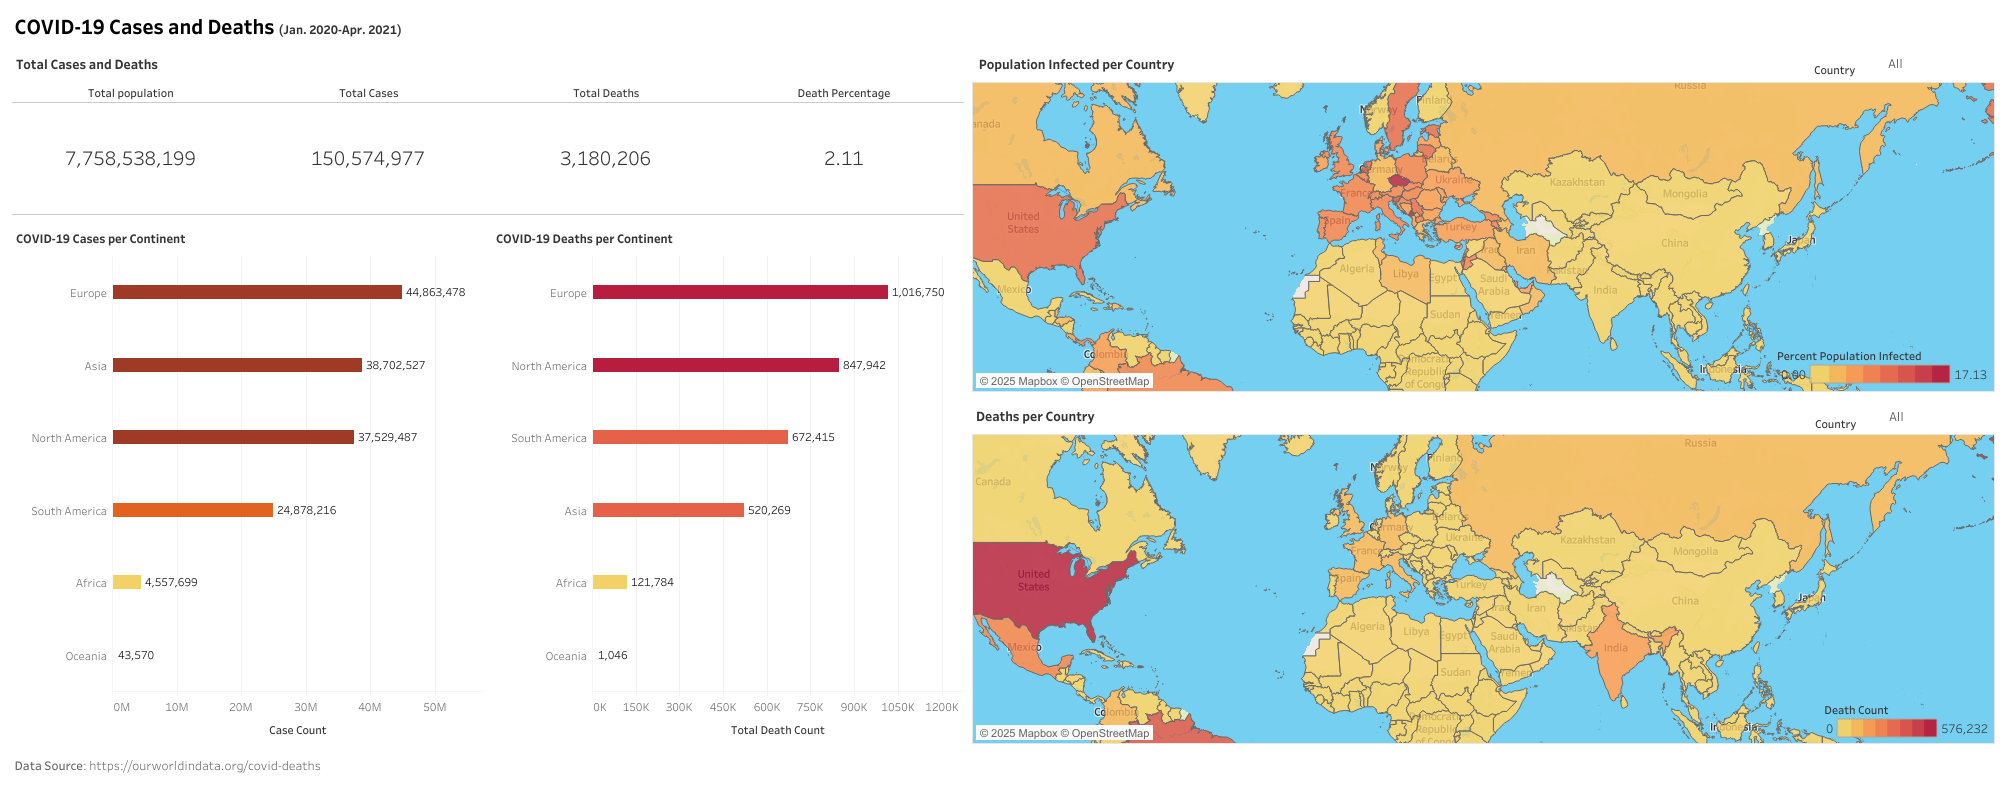 COVID-19 Cases and Deaths (Jan. 2020-Apr. 2021)
Total Cases and Deaths
Total population Total Cases Total Deaths Death Percentage
7,758,538,199 150,574,977 3,180,206 2.11
COVID-19 Cases per Continent
Europe 44,863,478
Asia 38,702,527
North America 37,529,487
South America 24,878,216
Africa 4,557,699
Oceania 43,570
0M 10M 20M 30M 40M 50M
Case Count
COVID-19 Deaths per Continent
Europe 1,016,750
North America 847,942
South America 672,415
Asia 520,269
Africa 121,784
Oceania 1,046
0K 150K 300K 450K 600K 750K 900K 1050K 1200K
Total Death Count
Data Source: https://ourworldindata.org/covid-deaths
Population Infected per Country
Country All
Russia
anada
Norway
Finland
Belarus
Germany
Ukraine
France
Kazakhstan
Mongolia
United
States
Spain
Turkey
China
Japan
Iraq
Iran
Algeria
Libya
Egypt
Saudi
Arabia
Pakistan
India
Mexico
Sudan
Yemen
Colombia
Democratic
Republic
of Congo
Indonesia
Percent Population Infected
0.00 17.13
© 2025 Mapbox © OpenStreetMap
Deaths per Country
Country All
Russia
Canada
Norway
Finland
Belarus
Germany
Ukraine
France
Kazakhstan
Mongolia
United
States
Spain
Turkey
China
Japan
Iraq
Iran
Algeria
Libya
Egypt
Saudi
Arabia
Pakistan
India
Mexico
Sudan
Yemen
Colombia
Democratic
Republic
Indonesia
Death Count
0 576,232
© 2025 Mapbox © OpenStreetMap